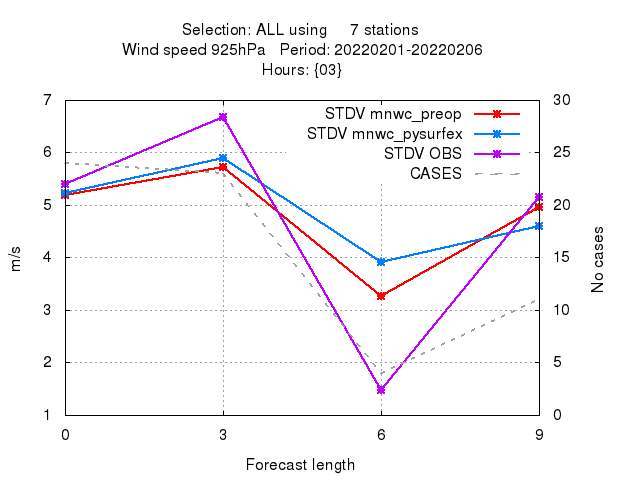 Selection: ALL using     7 stations
Wind speed 925hPa   Period: 20220201-20220206
Hours: {03}
7 30
STDV mnwc_preop
STDV mnwc_pysurfex
6 STDV OBS 25
CASES
5 20
4 15
m/s No cases
3 10
2 5
1 0
0 3 6 9
Forecast length